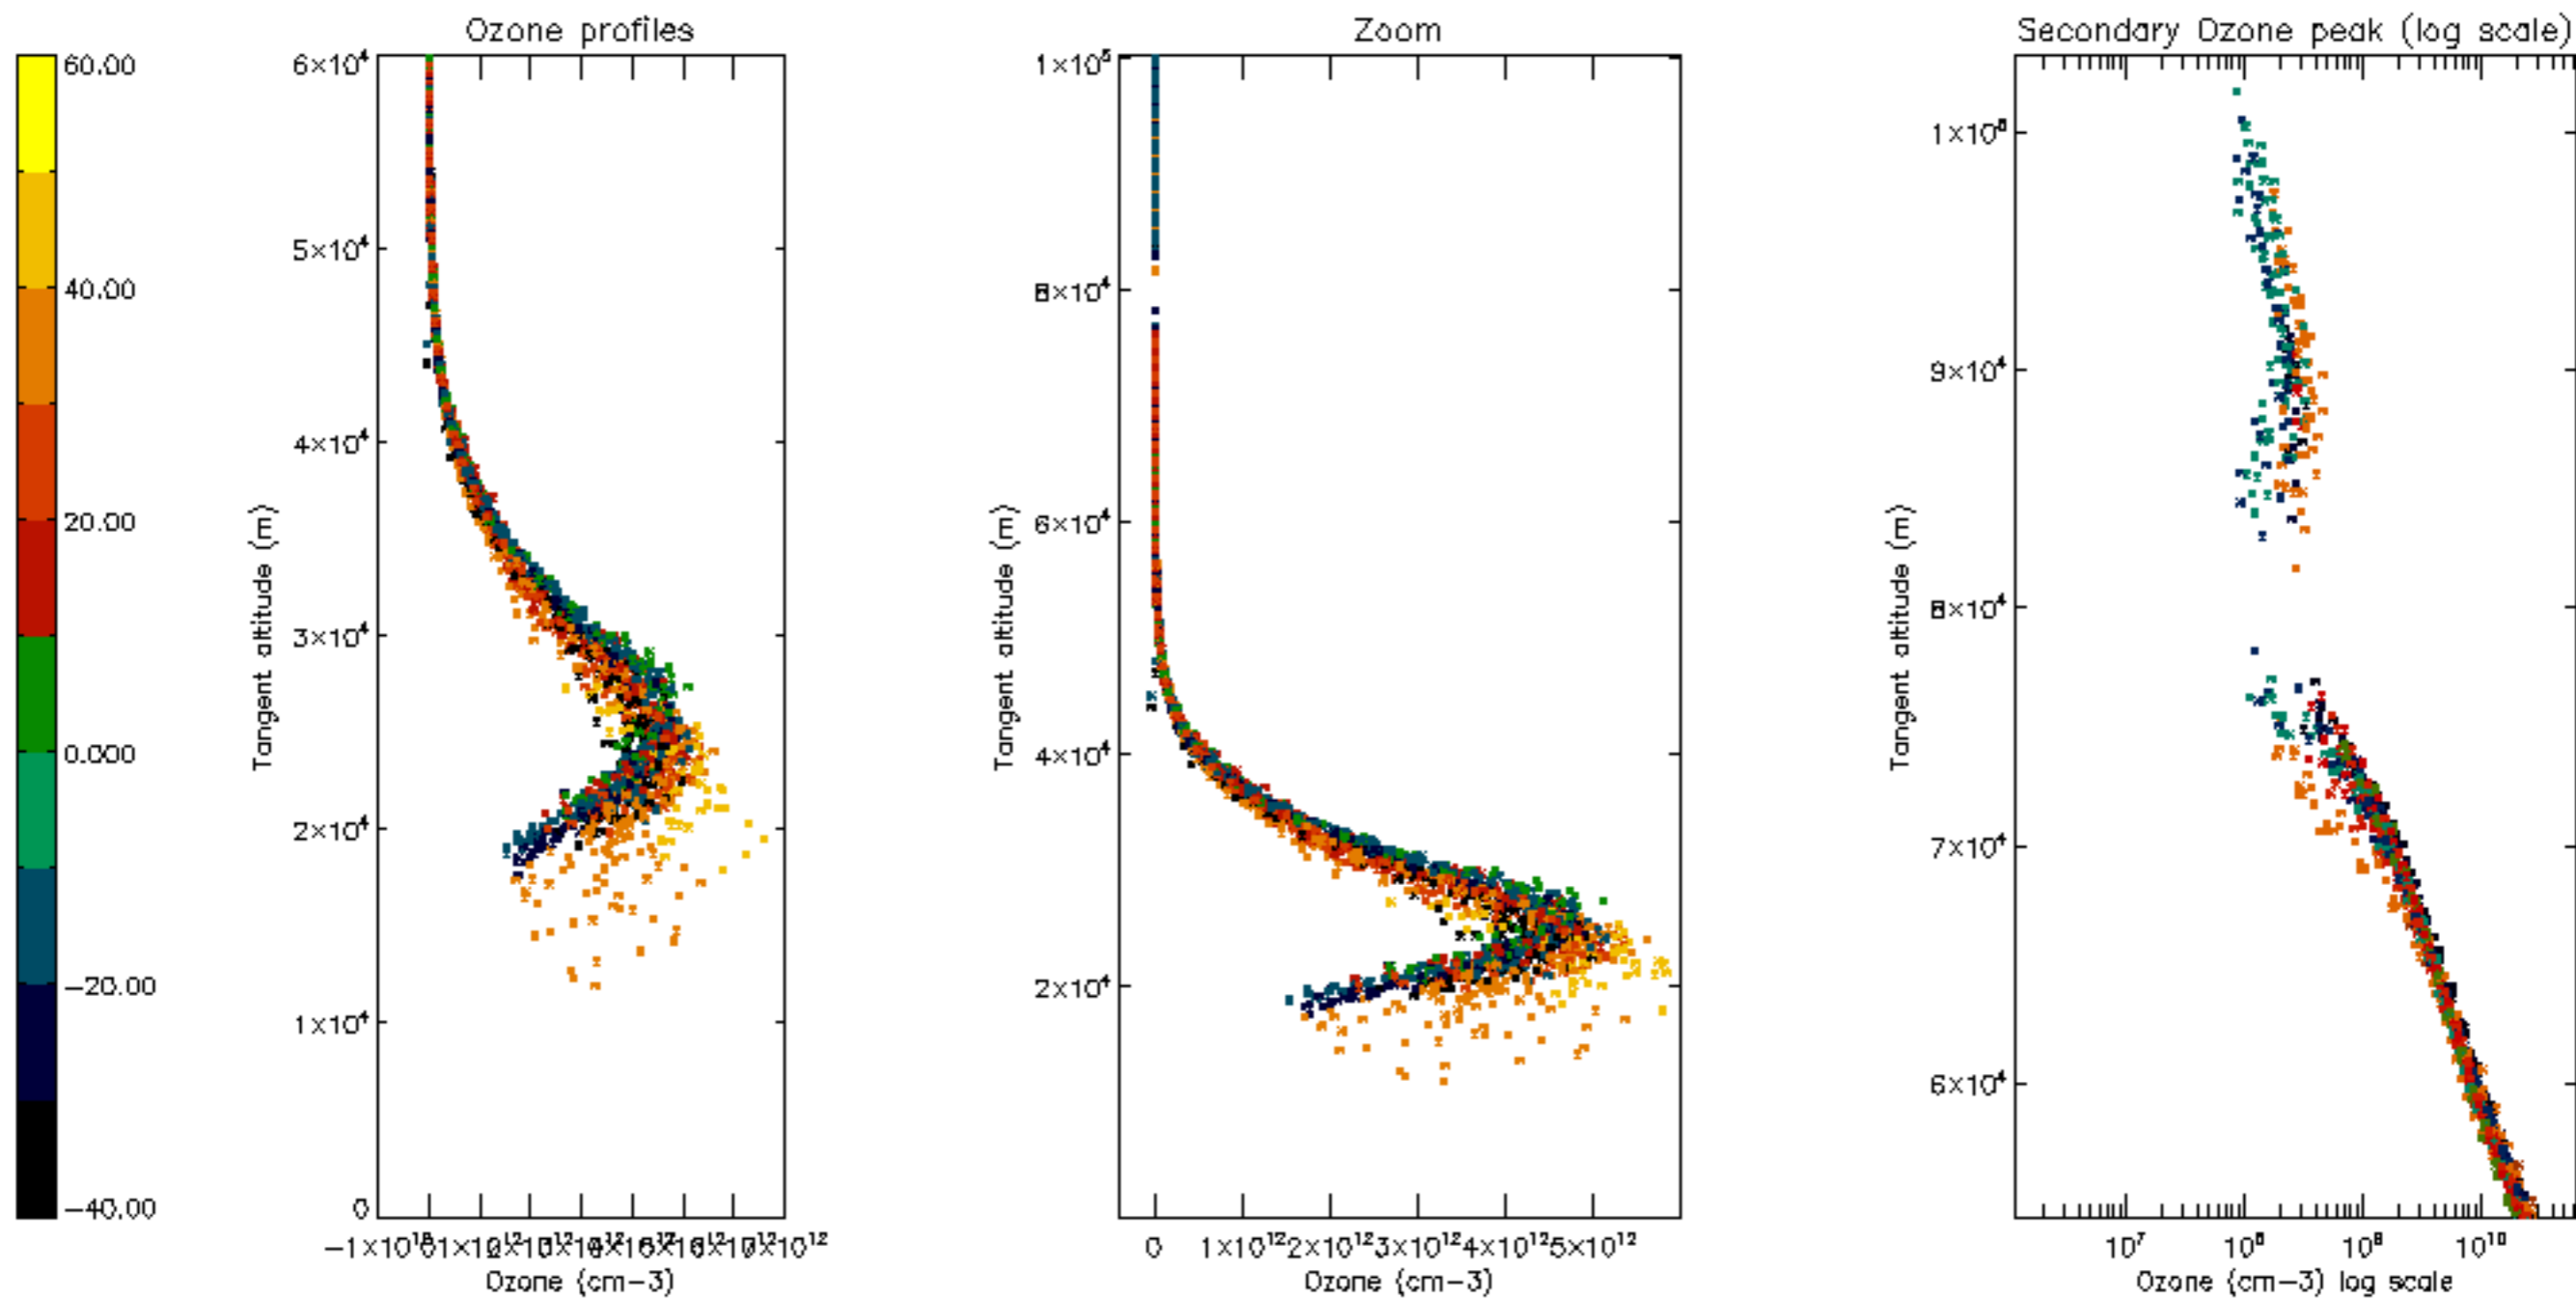 Ozone profiles
Zoom
Secondary Ozone peak (log scale)
60.00
40.00
20.00
0.000
−20.00
−40.00
6×10⁴
5×10⁴
4×10⁴
3×10⁴
2×10⁴
1×10⁴
0
Tangent altitude (m)
Ozone (cm−3)
1×10⁵
8×10⁴
6×10⁴
4×10⁴
2×10⁴
Tangent altitude (m)
0 1×10¹² 2×10¹² 3×10¹² 4×10¹² 5×10¹²
Ozone (cm−3)
9×10⁴
8×10⁴
7×10⁴
6×10⁴
Tangent altitude (m)
10⁷ 10⁸ 10⁹ 10¹⁰
Ozone (cm−3) log scale